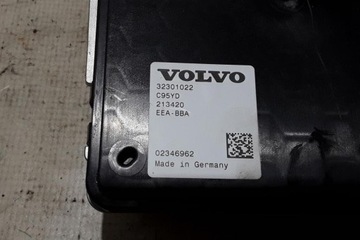 VOLVO
32301022
C95YD
213420
EEA-BBA
02346962
Made in Germany